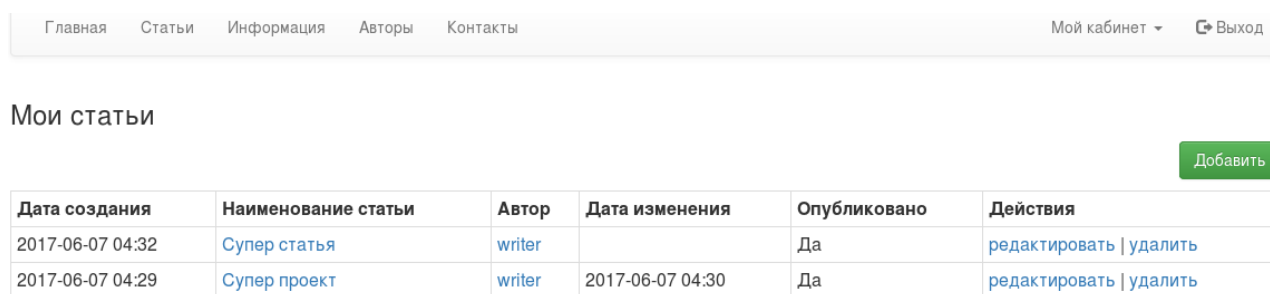 Главная Статьи Информация Авторы Контакты Мой кабинет Выход
Мои статьи
Добавить
Дата создания Наименование статьи Автор Дата изменения Опубликовано Действия
2017-06-07 04:32 Супер статья writer Да редактировать | удалить
2017-06-07 04:29 Супер проект writer 2017-06-07 04:30 Да редактировать | удалить